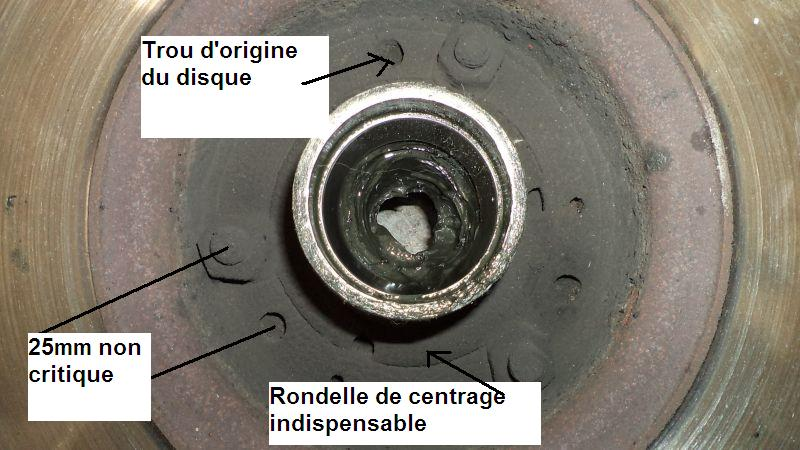 Trou d'origine
du disque
25mm non
critique
Rondelle de centrage
indispensable